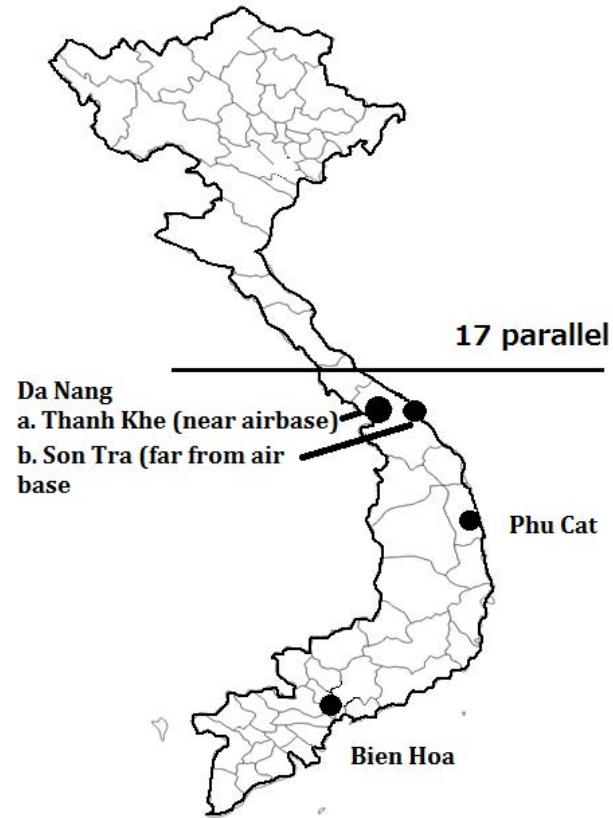 17 parallel
Da Nang
a. Thanh Khe (near airbase)
b. Son Tra (far from air
base
Phu Cat
Bien Hoa